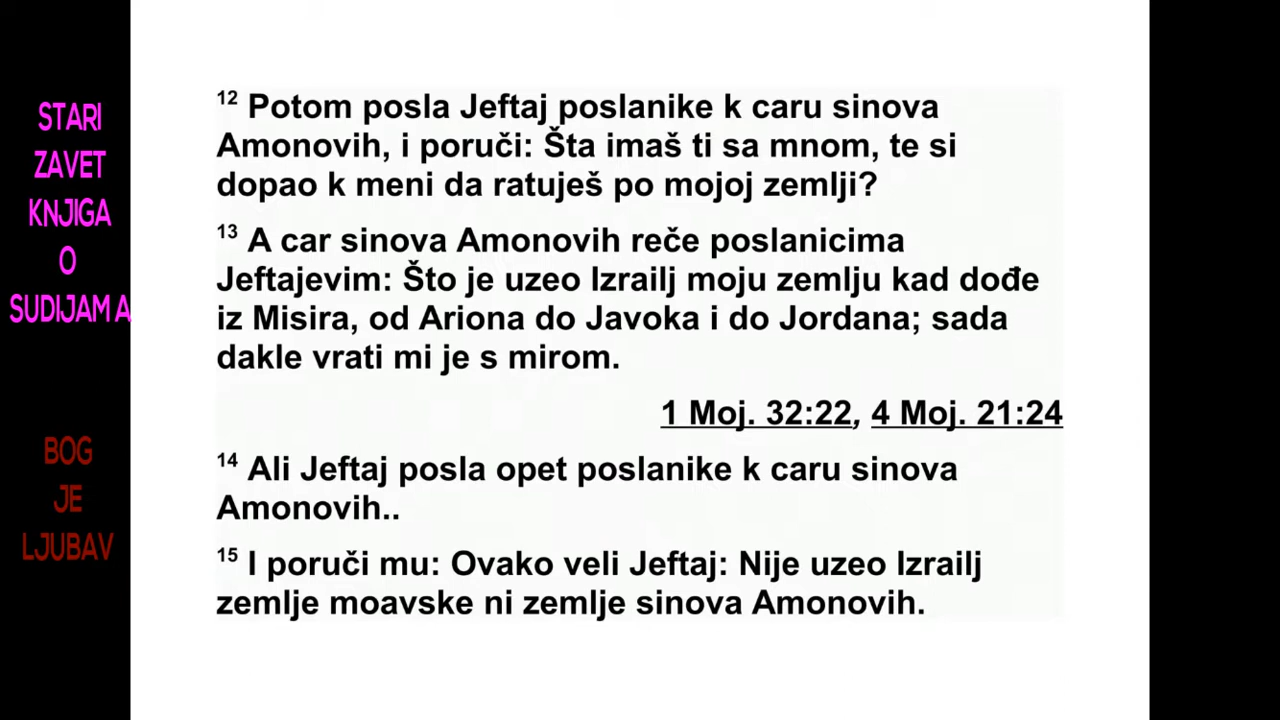 STARI
ZAVET
KNJIGA
O
SUDIJAMA
BOG
JE
LJUBAV
12 Potom posla Jeftaj poslanike k caru sinova
Amonovih, i poruči: Šta imaš ti sa mnom, te si
dopao k meni da ratuješ po mojoj zemlji?
13 A car sinova Amonovih reče poslanicima
Jeftajevim: Što je uzeo Izrailj moju zemlju kad dođe
iz Misira, od Ariona do Javoka i do Jordana; sada
dakle vrati mi je s mirom.
1 Moj. 32:22, 4 Moj. 21:24
14 Ali Jeftaj posla opet poslanike k caru sinova
Amonovih..
15 I poruči mu: Ovako veli Jeftaj: Nije uzeo Izrailj
zemlje moavske ni zemlje sinova Amonovih.